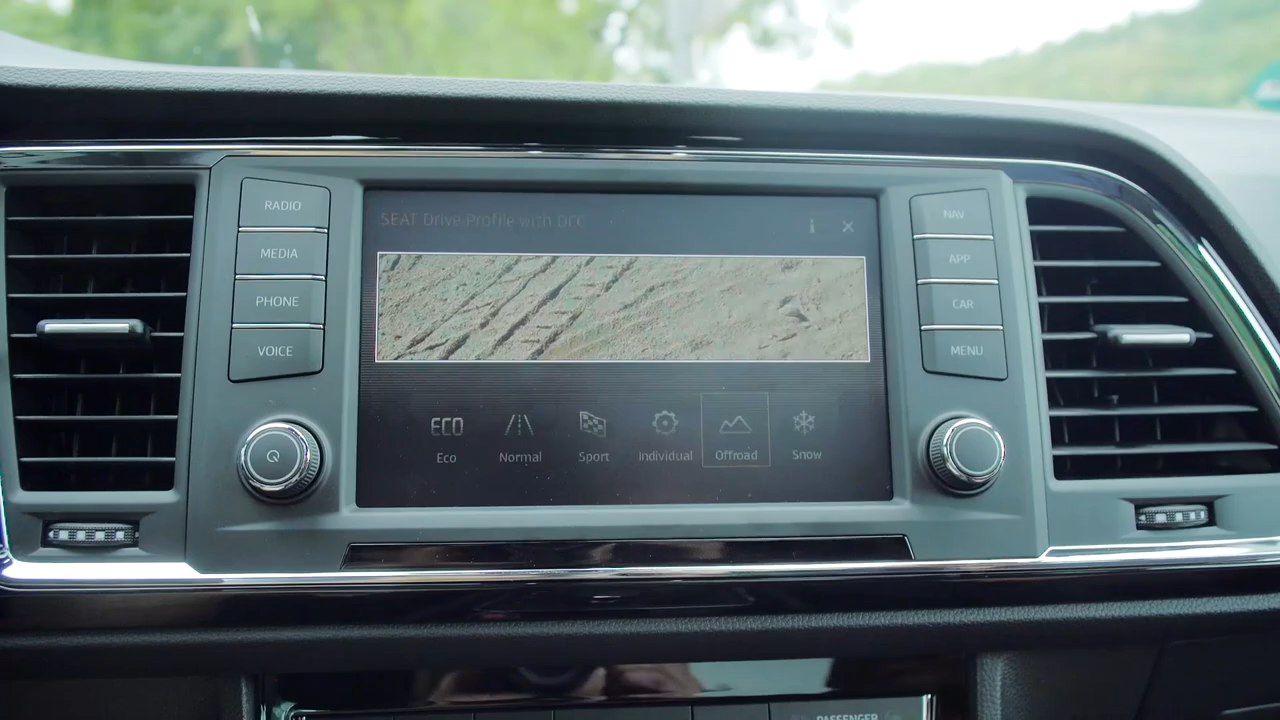 RADIO
MEDIA
PHONE
VOICE
SEAT Drive Profile with DCC
i
NAV
APP
CAR
MENU
ECO
Eco
Normal
Sport
Individual
Offroad
Snow
PASSENGER